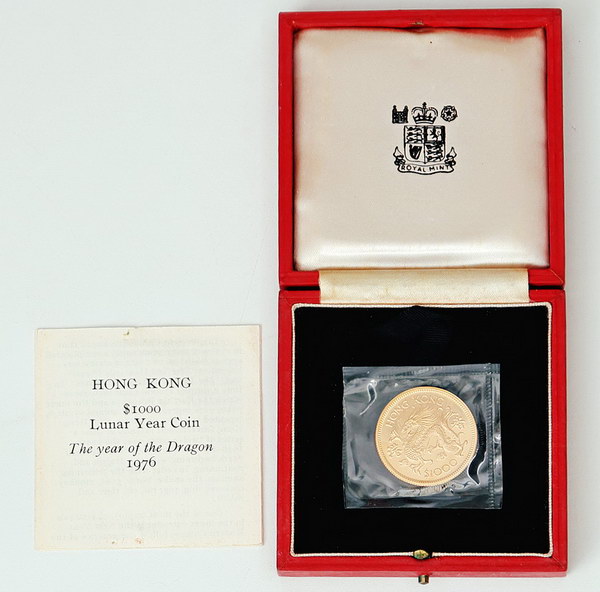 ROYAL MINT
HONG KONG
$1000
Lunar Year Coin
The year of the Dragon
1976
HONG KONG
$1000